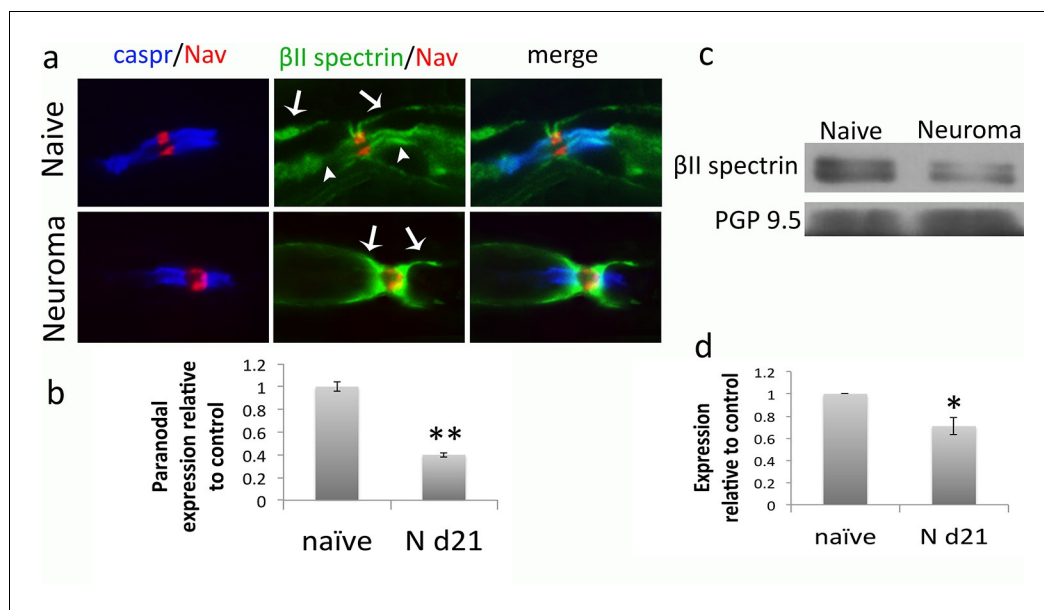 a
caspr/Nav
βII spectrin/Nav
merge
Naive
Neuroma
b
Paranodal
expression relative
to control
1.2
1
0.8
0.6
0.4
0.2
0
**
naïve
N d21
c
Naive
Neuroma
βII spectrin
PGP 9.5
d
Expression
relative to control
1.2
1
0.8
0.6
0.4
0.2
0
*
naïve
N d21